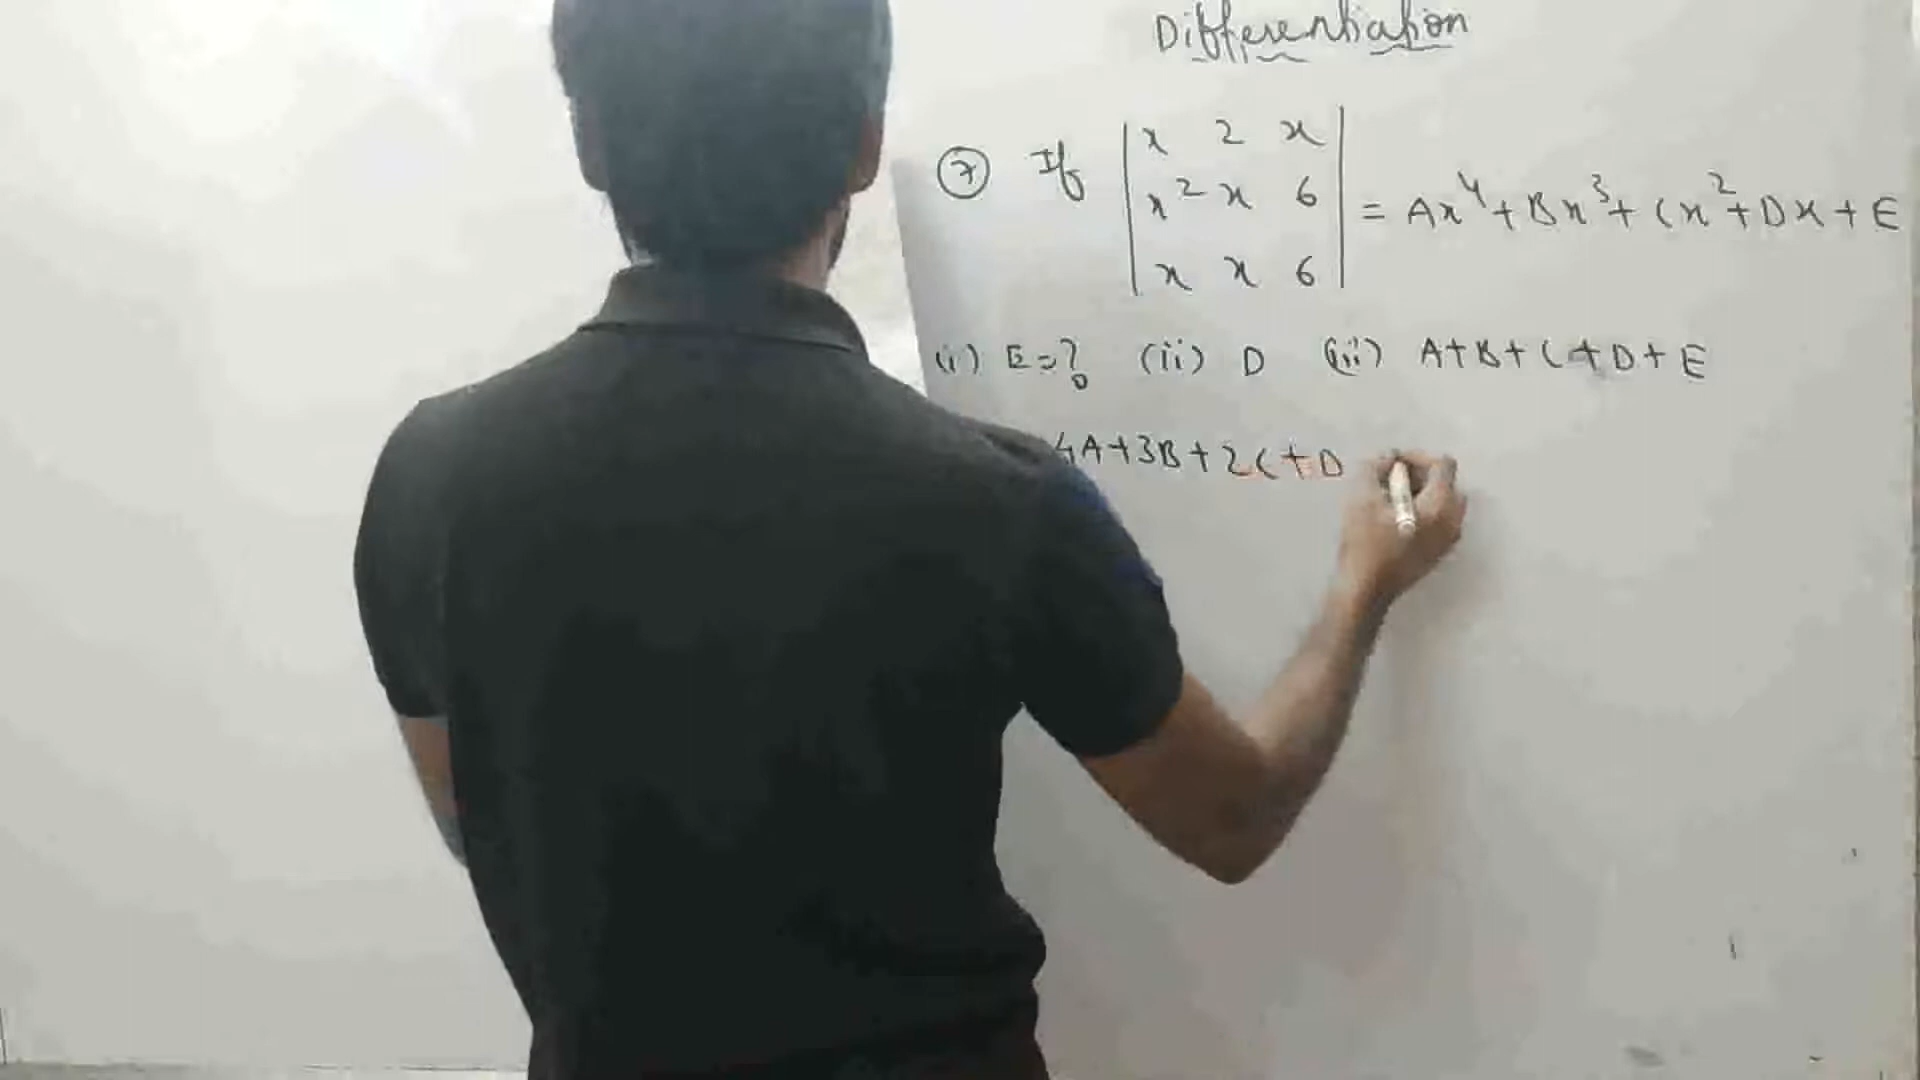 Differentiation
(7) If | x 2 x |
| x² x 6 | = Ax⁴ + Bx³ + Cx² + Dx + E
| x x 6 |
(i) E = ? (ii) D (iii) A + B + C + D + E
4A + 3B + 2C + D